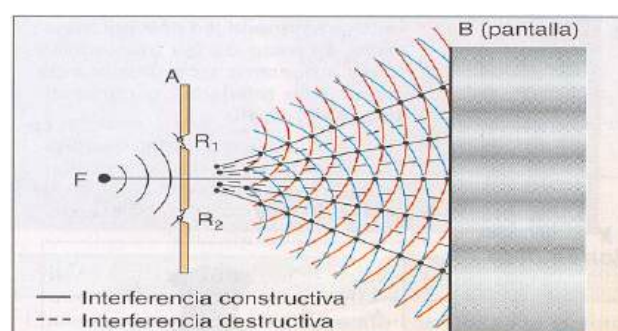 B (pantalla)
A
R₁
F
R₂
Interferencia constructiva
Interferencia destructiva